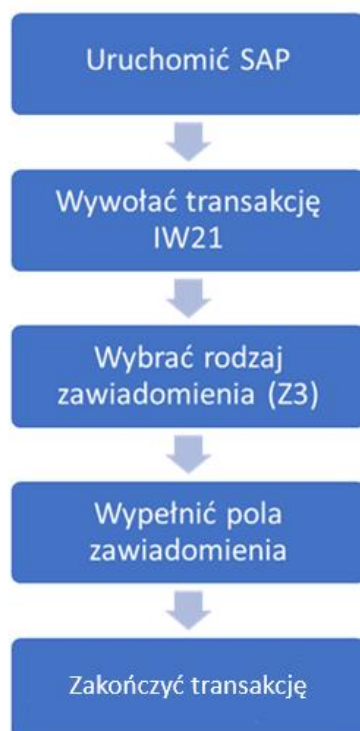 Uruchomić SAP
Wywołać transakcję
IW21
Wybrać rodzaj
zawiadomienia (Z3)
Wypełnić pola
zawiadomienia
Zakończyć transakcję